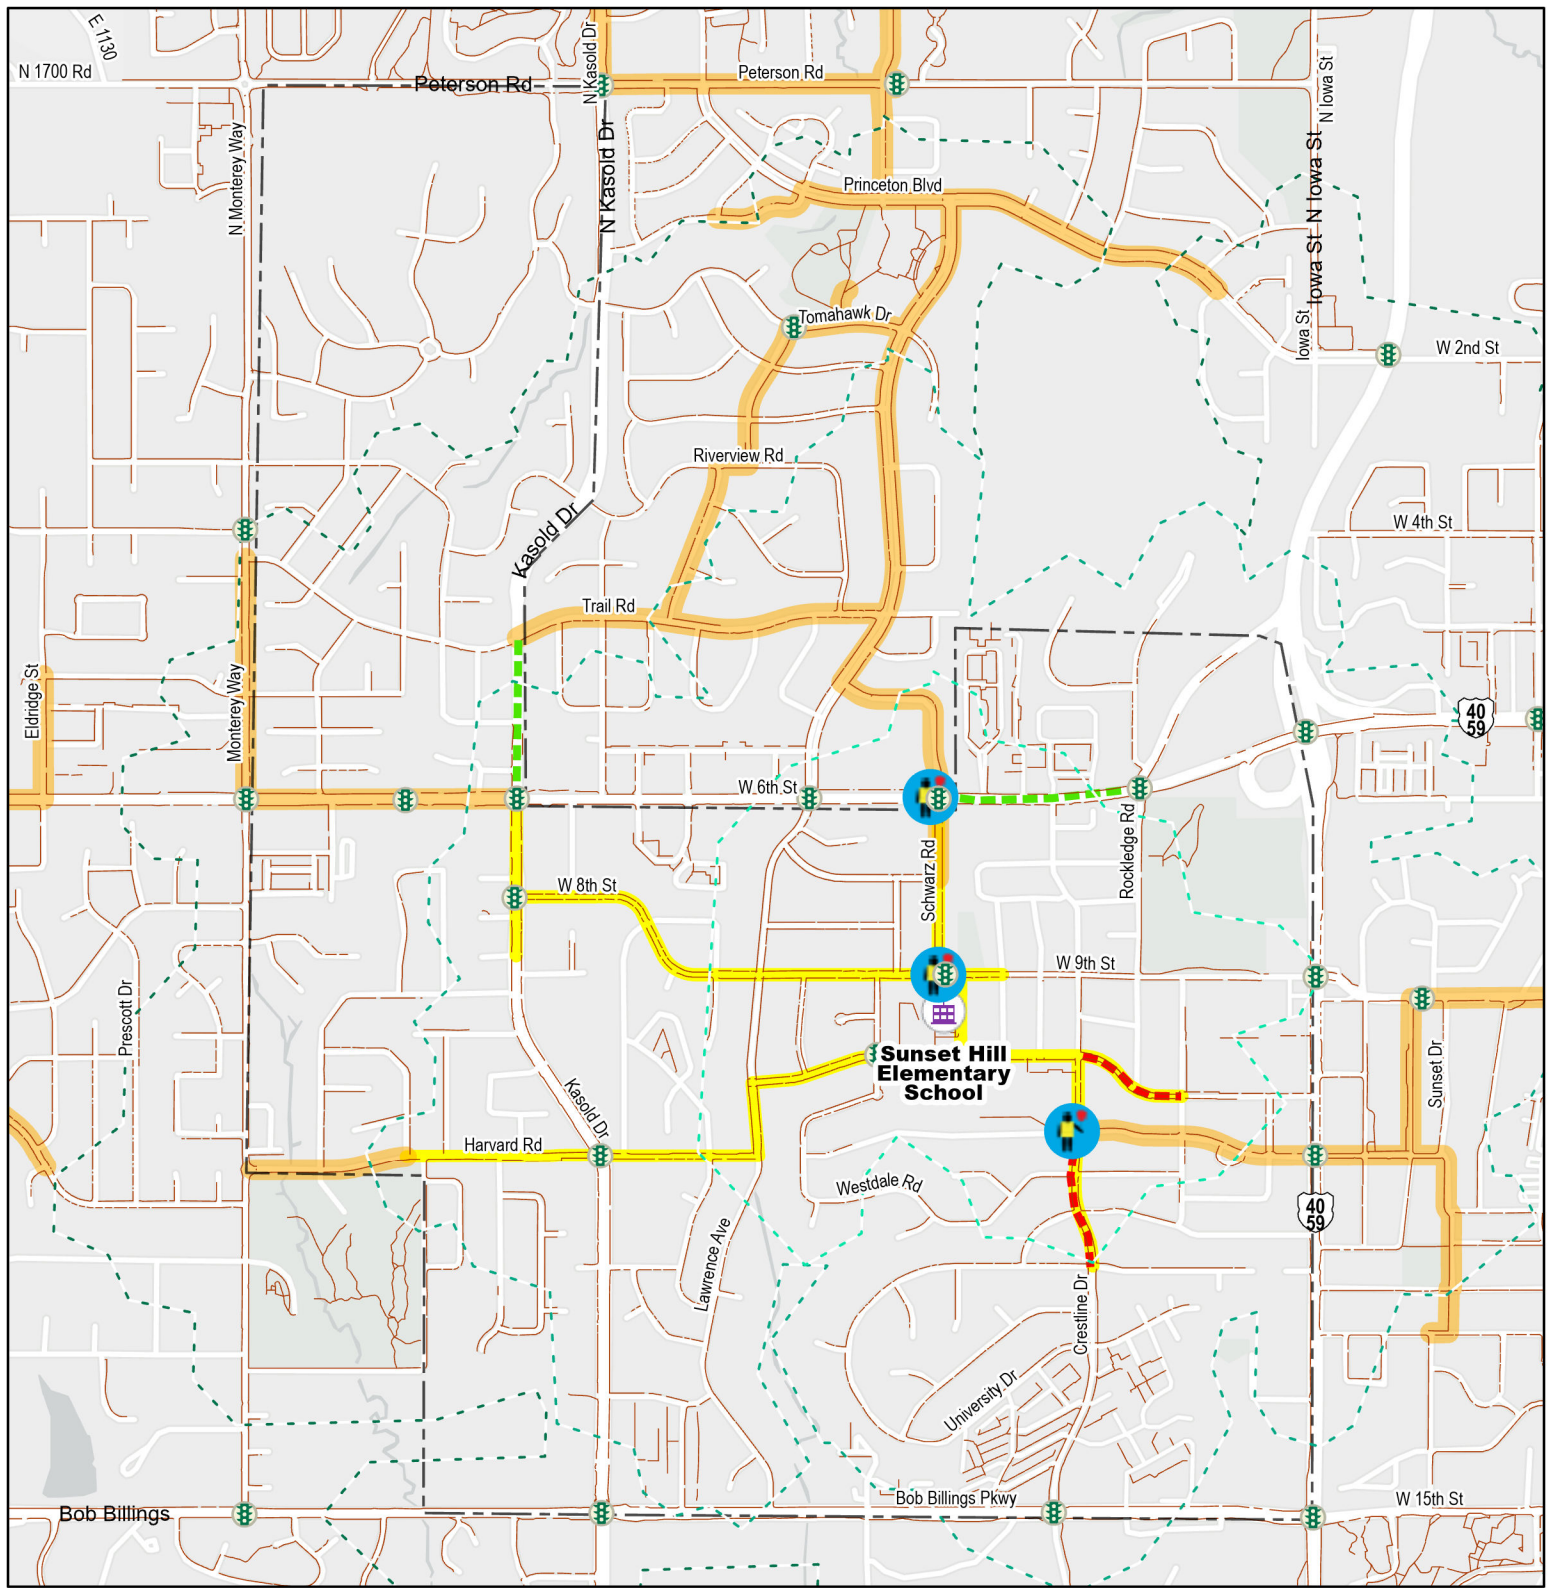 E 1130
N 1700 Rd
Peterson Rd
N Kasold Dr
Peterson Rd
N Iowa St
N Monterey Way
N Kasold Dr
N Iowa St
Princeton Blvd
Iowa St
Tomahawk Dr
Iowa St
W 2nd St
Riverview Rd
Kasold Dr
W 4th St
Trail Rd
Eldridge St
Monterey Way
40
59
W 6th St
Rockledge Rd
Schwarz Rd
W 8th St
W 9th St
Prescott Dr
Sunset Hill
Elementary
School
Sunset Dr
Kasold Dr
Harvard Rd
Westdale Rd
40
59
Lawrence Ave
Crestline Dr
University Dr
Bob Billings Pkwy
W 15th St
Bob Billings